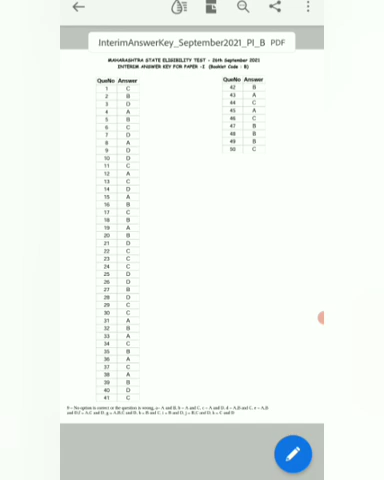 InterimAnswerKey_September2021_PI_B PDF
MAHARASHTRA STATE ELIGIBILITY TEST - 26th September 2021
INTERIM ANSWER KEY FOR PAPER -I (Booklet Code - B)
QueNo Answer
1 C
2 B
3 D
4 A
5 B
6 C
7 D
8 A
9 D
10 D
11 C
12 A
13 C
14 D
15 A
16 B
17 C
18 B
19 A
20 B
21 D
22 C
23 C
24 C
25 D
26 D
27 B
28 D
29 C
30 C
31 A
32 B
33 A
34 C
35 B
36 A
37 C
38 A
39 B
40 D
41 C
QueNo Answer
42 B
43 A
44 C
45 A
46 C
47 B
48 B
49 B
50 C